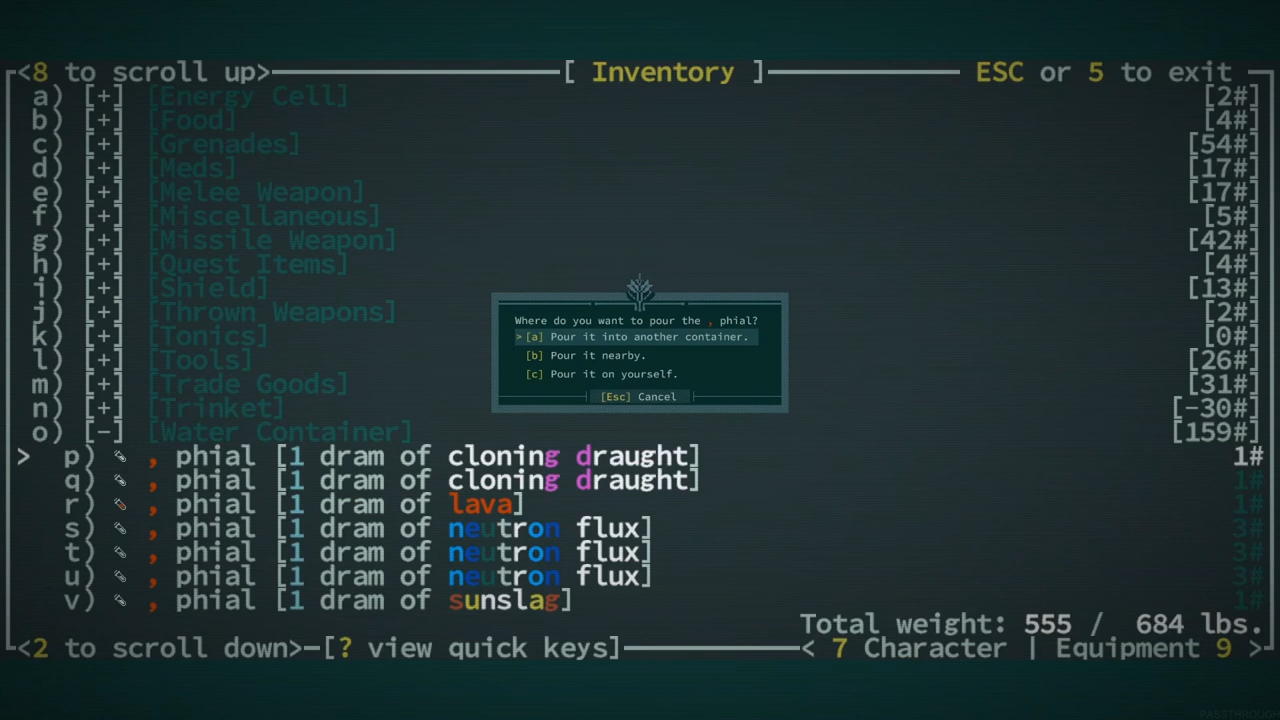 <8 to scroll up> [ Inventory ] ESC or 5 to exit
a) [+] [Energy Cell] [2#]
b) [+] [Food] [4#]
c) [+] [Grenades] [54#]
d) [+] [Meds] [17#]
e) [+] [Melee Weapon] [17#]
f) [+] [Miscellaneous] [5#]
g) [+] [Missile Weapon] [42#]
h) [+] [Quest Items] [4#]
i) [+] [Shield] [13#]
j) [+] [Thrown Weapons] [2#]
k) [+] [Tonics] [0#]
l) [+] [Tools] [26#]
m) [+] [Trade Goods] [31#]
n) [+] [Trinket] [-30#]
o) [-] [Water Container] [159#]
> p) , phial [1 dram of cloning draught] 1#
q) , phial [1 dram of cloning draught] 1#
r) , phial [1 dram of lava] 1#
s) , phial [1 dram of neutron flux] 3#
t) , phial [1 dram of neutron flux] 3#
u) , phial [1 dram of neutron flux] 3#
v) , phial [1 dram of sunslag] 1#
Total weight: 555 / 684 lbs.
<2 to scroll down> [? view quick keys] < 7 Character | Equipment 9 >
Where do you want to pour the , phial?
> [a] Pour it into another container.
[b] Pour it nearby.
[c] Pour it on yourself.
[Esc] Cancel